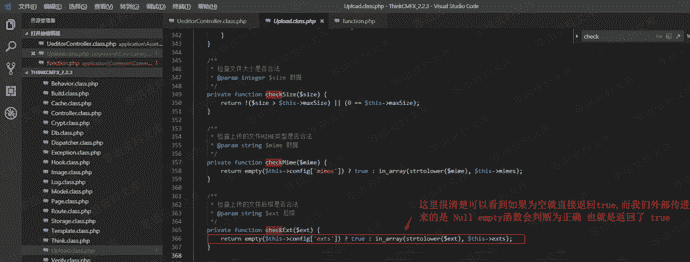 文件(F) 编辑(E) 选择(S) 查看(V) 转到(G) 调试(D) 终端(T) 帮助(H)
Upload.class.php - ThinkCMFX_2.2.3 - Visual Studio Code
资源管理器
打开的编辑器
UeditorController.class.php application\Asset...
Upload.class.php
function.php application\Common\Comm...
THINKCMFX_2.2.3
Behavior.class.php
Build.class.php
Cache.class.php
Controller.class.php
Crypt.class.php
Db.class.php
Dispatcher.class.php
Exception.class.php
Hook.class.php
Image.class.php
Log.class.php
Model.class.php
Page.class.php
Route.class.php
Storage.class.php
Template.class.php
Think.class.php
Upload.class.php
Verify.class.php
UeditorController.class.php
Upload.class.php
function.php
check
342 }
343 }
344
345 /**
346 * 检查文件大小是否合法
347 * @param integer $size 数据
348 */
349 private function checkSize($size) {
350 return !($size > $this->maxSize) || (0 == $this->maxSize);
351 }
352
353 /**
354 * 检查上传的文件MIME类型是否合法
355 * @param string $mime 数据
356 */
357 private function checkMime($mime) {
358 return empty($this->config['mimes']) ? true : in_array(strtolower($mime), $this->mimes);
359 }
360
361 /**
362 * 检查上传的文件后缀是否合法
363 * @param string $ext 后缀
364 */
365 private function checkExt($ext) {
366 return empty($this->config['exts']) ? true : in_array(strtolower($ext), $this->exts);
367 }
368
这里很清楚可以看到如果为空就直接返回true,而我们外部传进
来的是 Null empty函数会判断为正确 也就是返回了 true